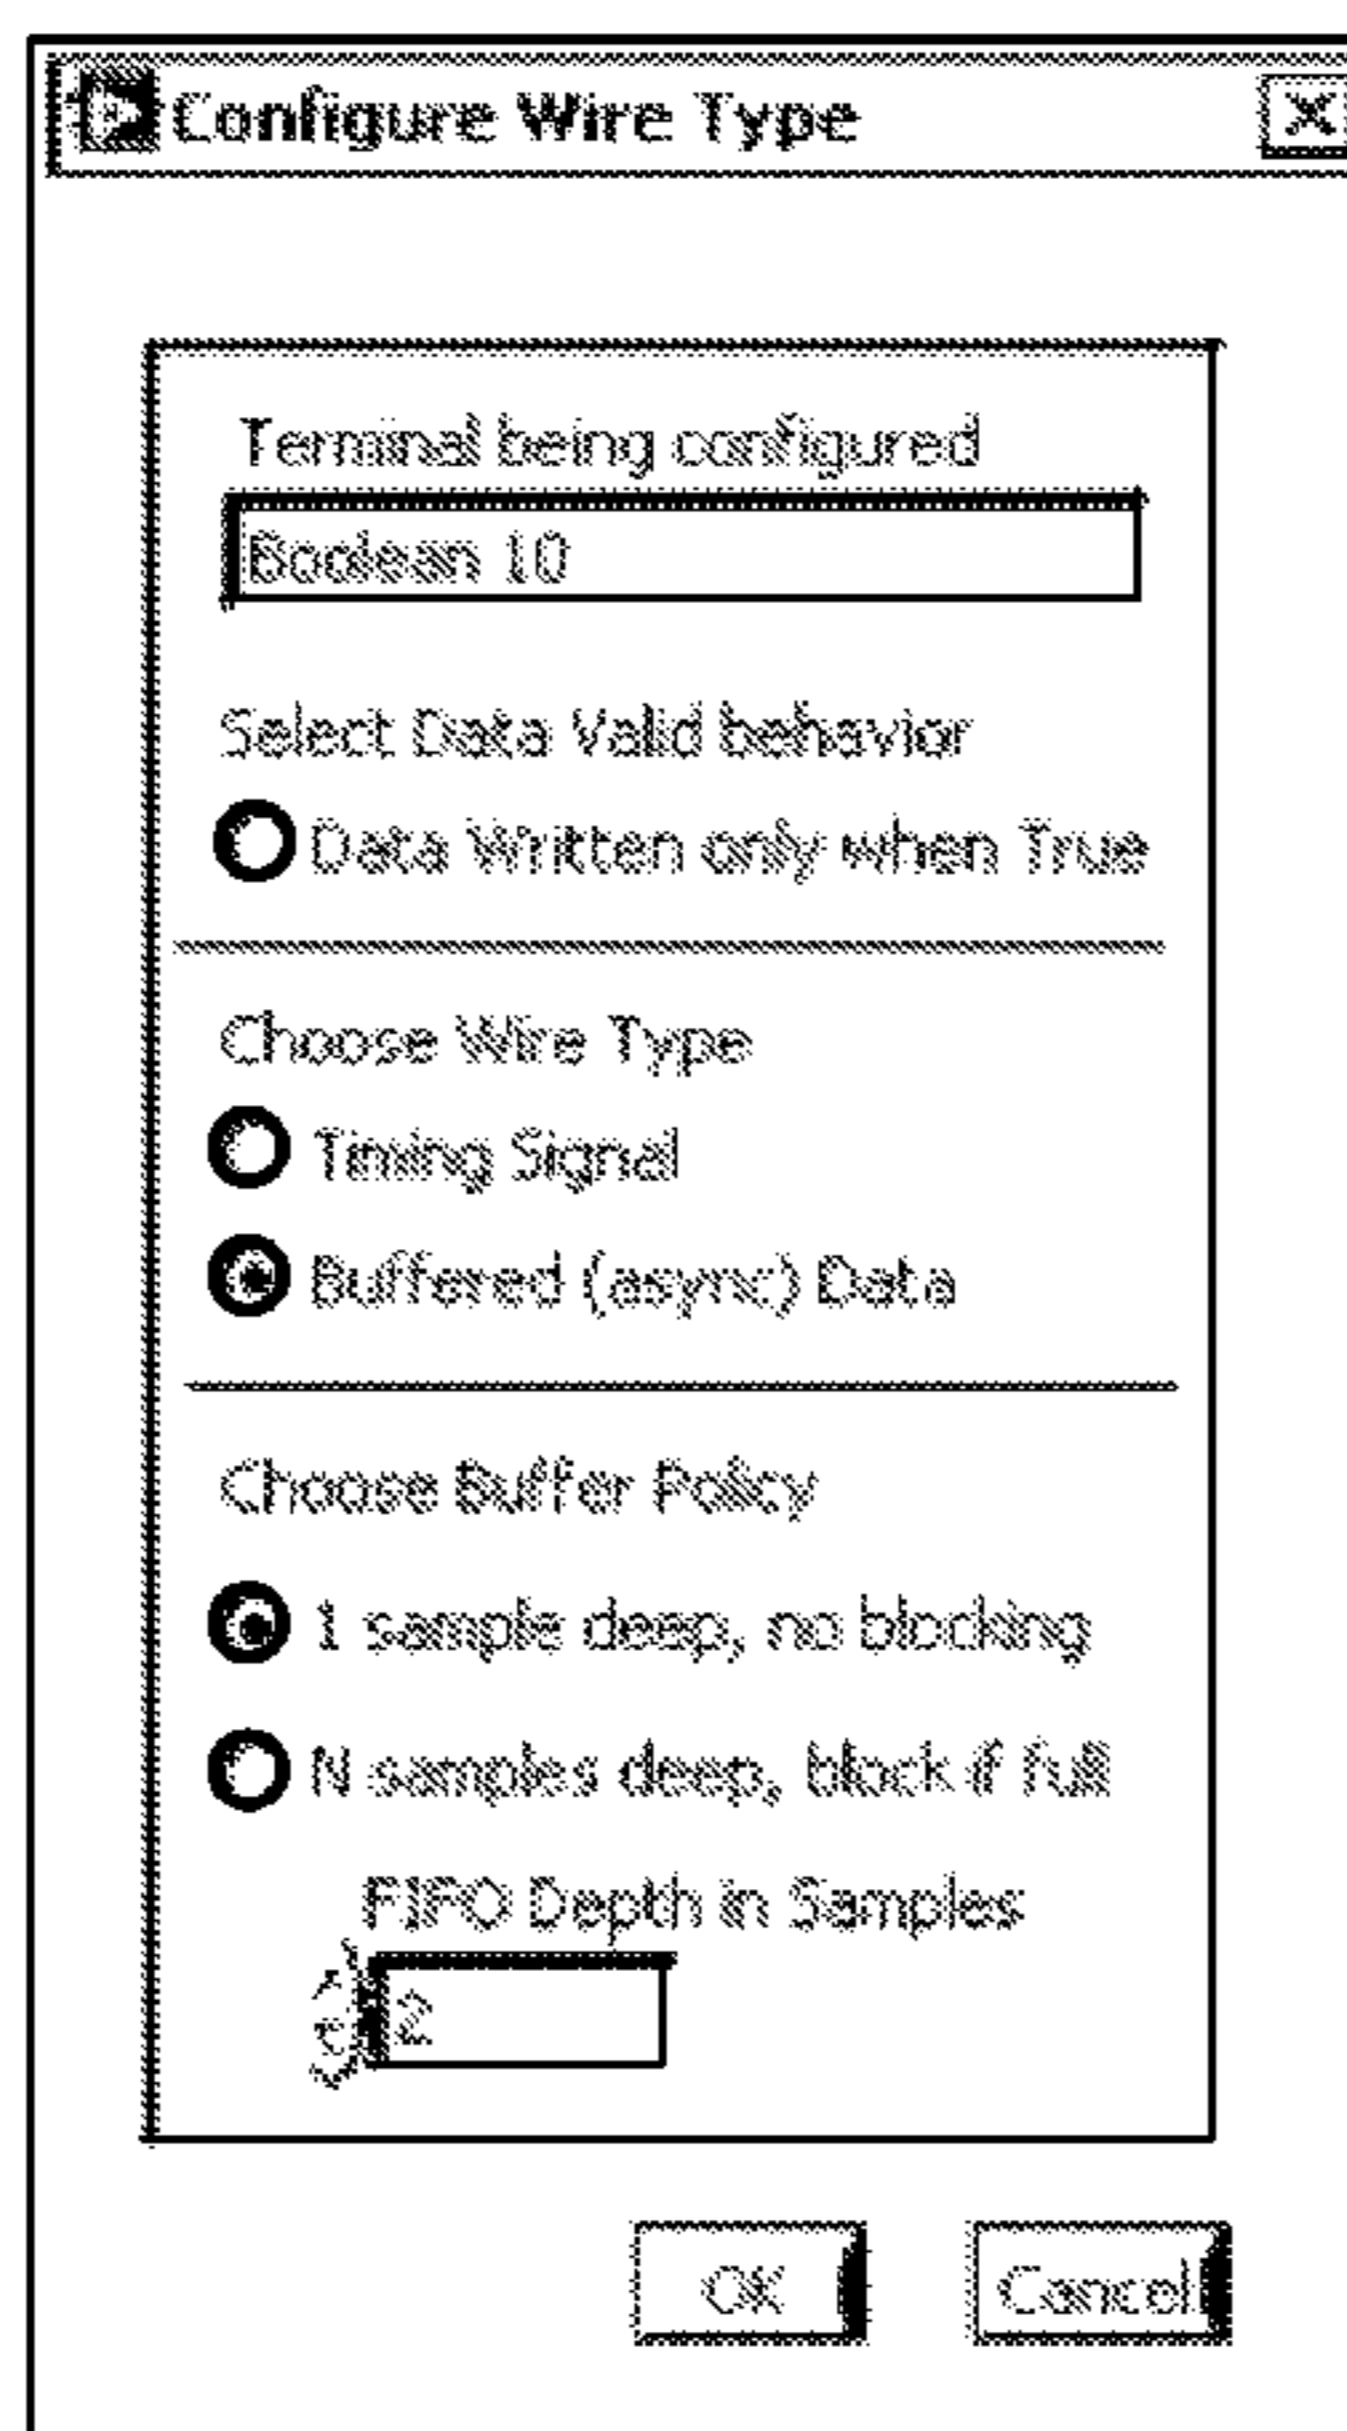 Configure Wire Type
Terminal being configured
Boolean 10
Select Data Valid behavior
Data Written only when True
Choose Wire Type
Timing Signal
Buffered (async) Data
Choose Buffer Policy
1 sample deep, no blocking
N samples deep, block if full
FIFO Depth in Samples
2
OK Cancel